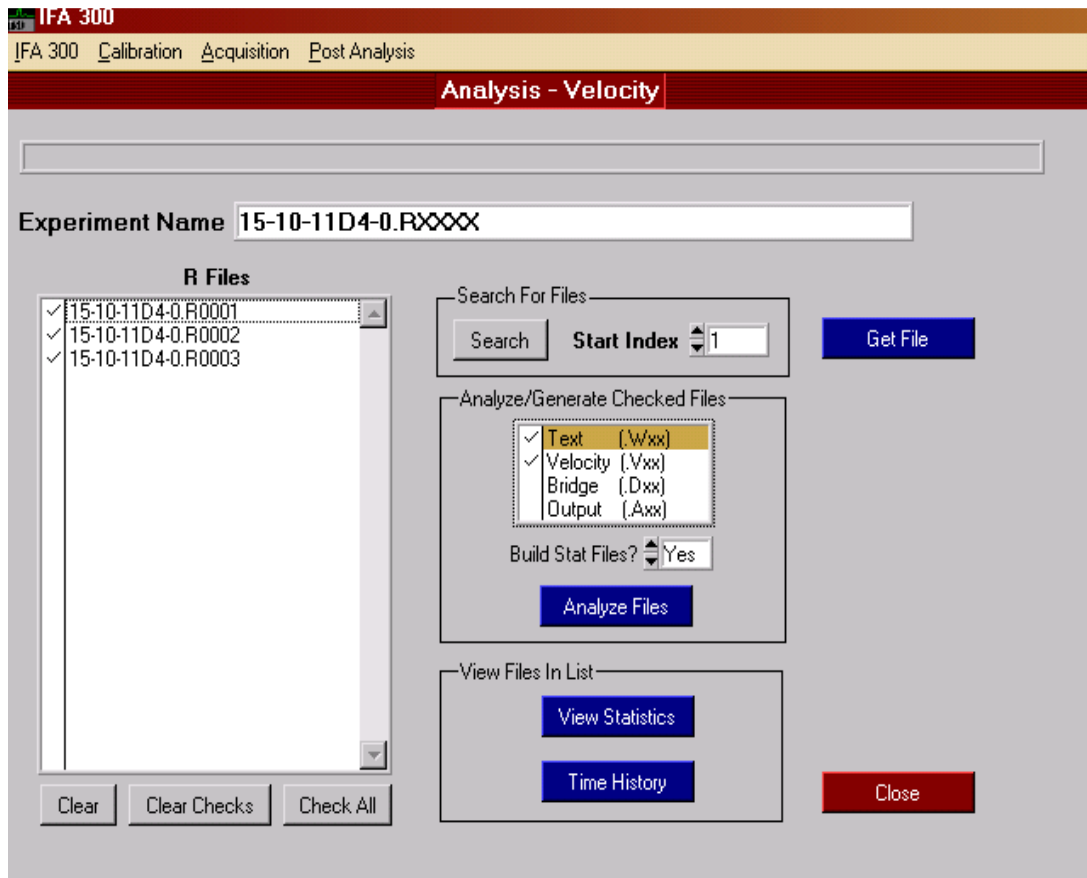 IFA 300
IFA 300 Calibration Acquisition Post Analysis
Analysis - Velocity
Experiment Name 15-10-11D4-0.RXXXX
R Files
15-10-11D4-0.R0001
15-10-11D4-0.R0002
15-10-11D4-0.R0003
Clear Clear Checks Check All
Search For Files
Search Start Index 1
Get File
Analyze/Generate Checked Files
Text (.Wxx)
Velocity (.Vxx)
Bridge (.Dxx)
Output (.Axx)
Build Stat Files? Yes
Analyze Files
View Files In List
View Statistics
Time History
Close